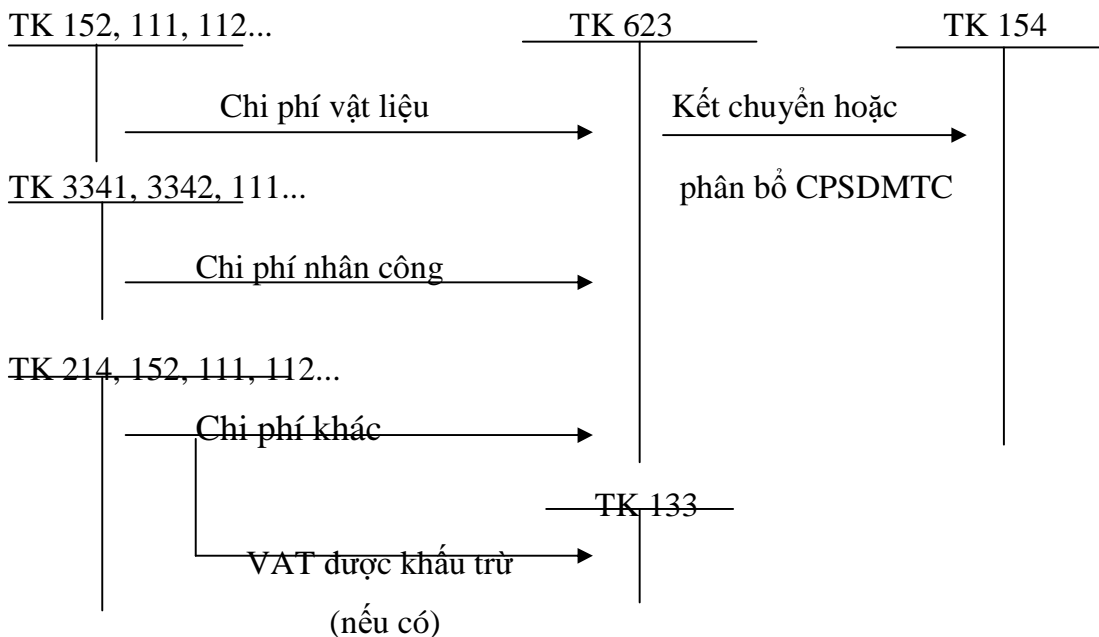 TK 152, 111, 112...
TK 623
TK 154
Chi phí vật liệu
Kết chuyển hoặc
phân bổ CPSDMTC
TK 3341, 3342, 111...
Chi phí nhân công
TK 214, 152, 111, 112...
Chi phí khác
TK 133
VAT dược khấu trừ
(nếu có)